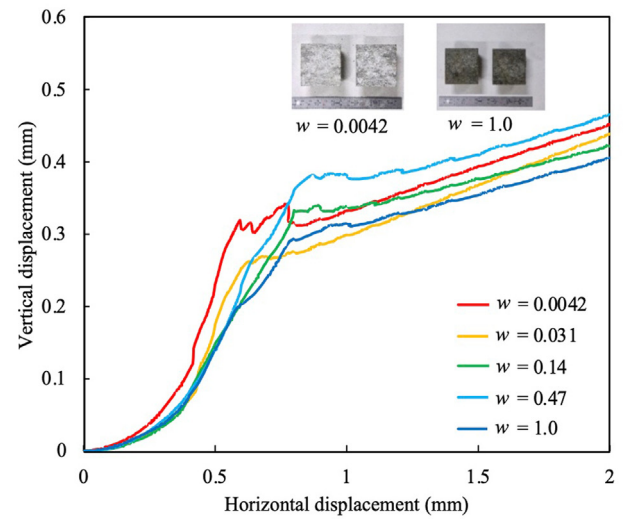 0.6
0.5
0.4
0.3
0.2
0.1
0
Vertical displacement (mm)
w = 0.0042
w = 1.0
w = 0.0042
w = 0.031
w = 0.14
w = 0.47
w = 1.0
0
0.5
1
1.5
2
Horizontal displacement (mm)